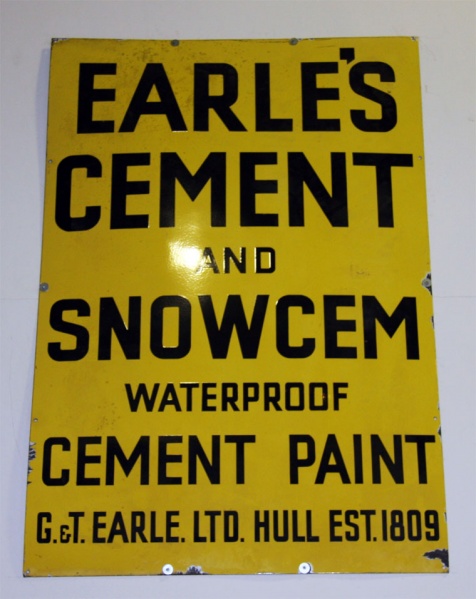 EARLE'S
CEMENT
AND
SNOWCEM
WATERPROOF
CEMENT PAINT
G.&T. EARLE. LTD. HULL EST. 1809